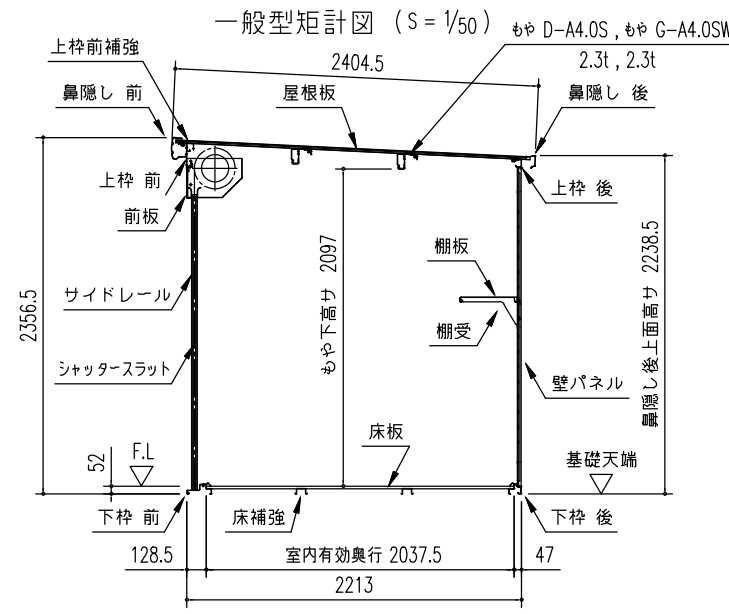 一般型矩計図 (S = 1/50)
もや D-A4.0S , もや G-A4.0SW
2.3t , 2.3t
上枠前補強
2404.5
鼻隠し 前
屋根板
鼻隠し 後
上枠 前
上枠 後
前板
もや下高サ 2097
棚板
サイドレール
棚受
2356.5
鼻隠し後上面高サ 2238.5
シャッタースラット
壁パネル
床板
F.L
52
基礎天端
下枠 前
床補強
下枠 後
128.5
室内有効奥行 2037.5
47
2213